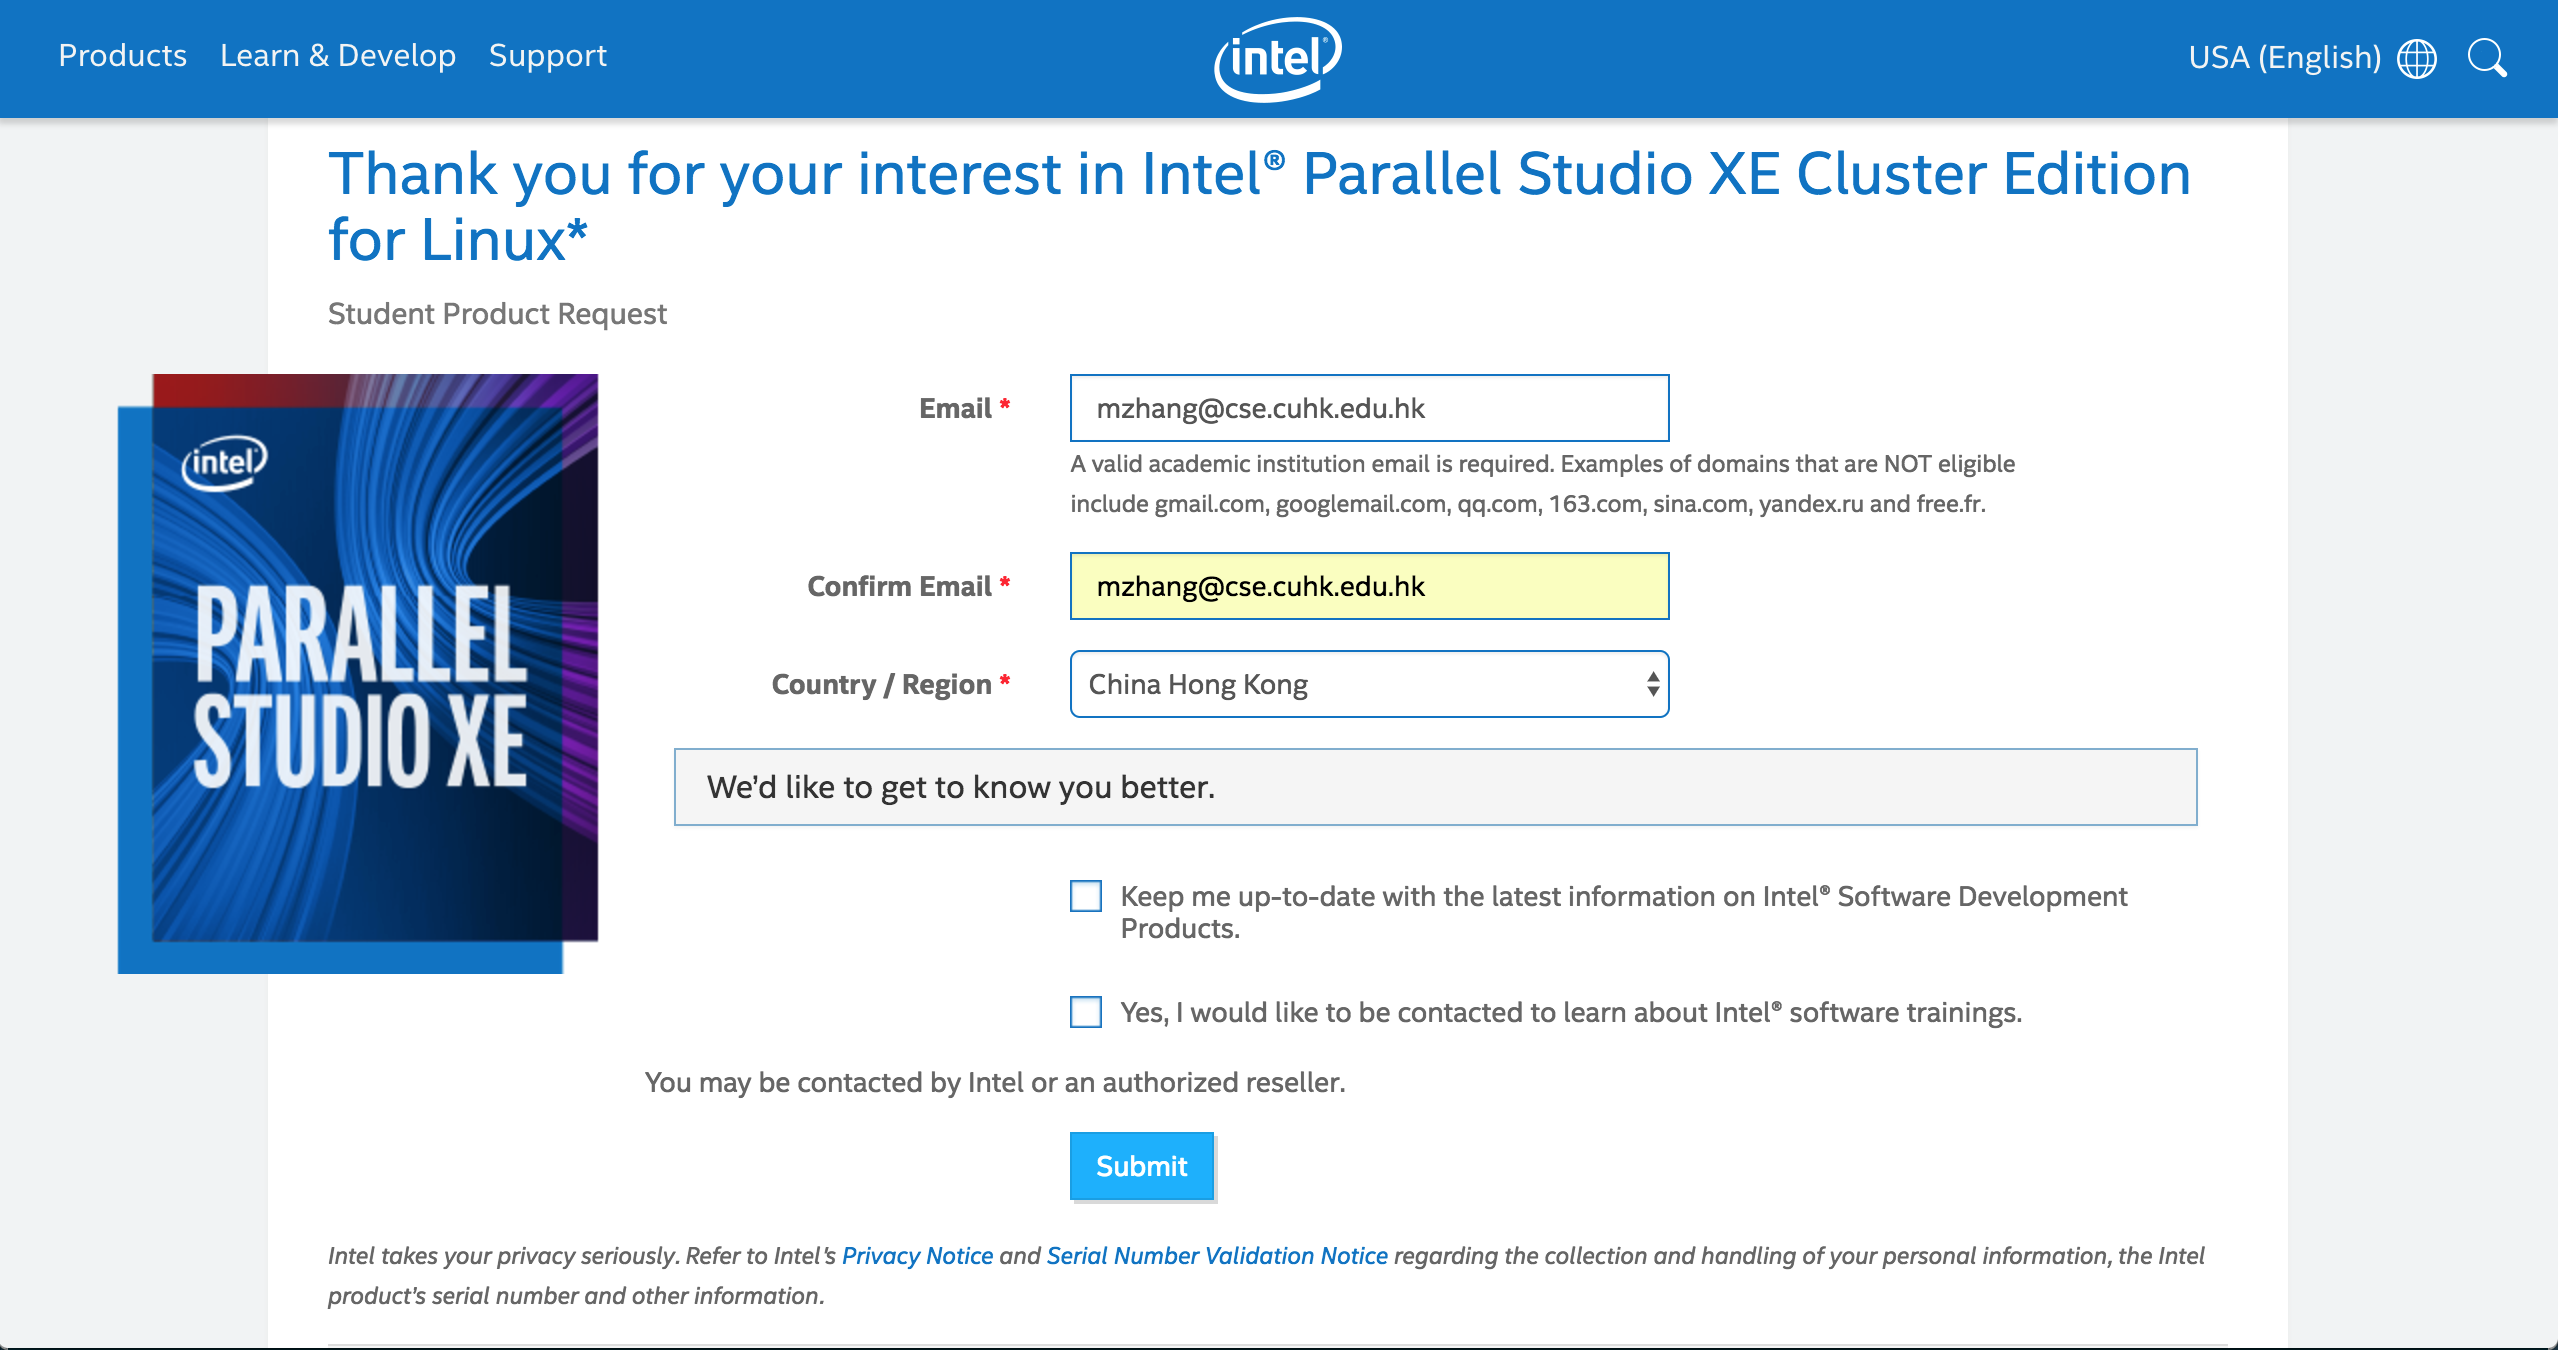 Products Learn & Develop Support
intel®
USA (English)
Thank you for your interest in Intel® Parallel Studio XE Cluster Edition
for Linux*
Student Product Request
intel
PARALLEL
STUDIO XE
Email *
mzhang@cse.cuhk.edu.hk
A valid academic institution email is required. Examples of domains that are NOT eligible
include gmail.com, googlemail.com, qq.com, 163.com, sina.com, yandex.ru and free.fr.
Confirm Email *
mzhang@cse.cuhk.edu.hk
Country / Region *
China Hong Kong
We’d like to get to know you better.
Keep me up-to-date with the latest information on Intel® Software Development
Products.
Yes, I would like to be contacted to learn about Intel® software trainings.
You may be contacted by Intel or an authorized reseller.
Submit
Intel takes your privacy seriously. Refer to Intel’s Privacy Notice and Serial Number Validation Notice regarding the collection and handling of your personal information, the Intel
product’s serial number and other information.